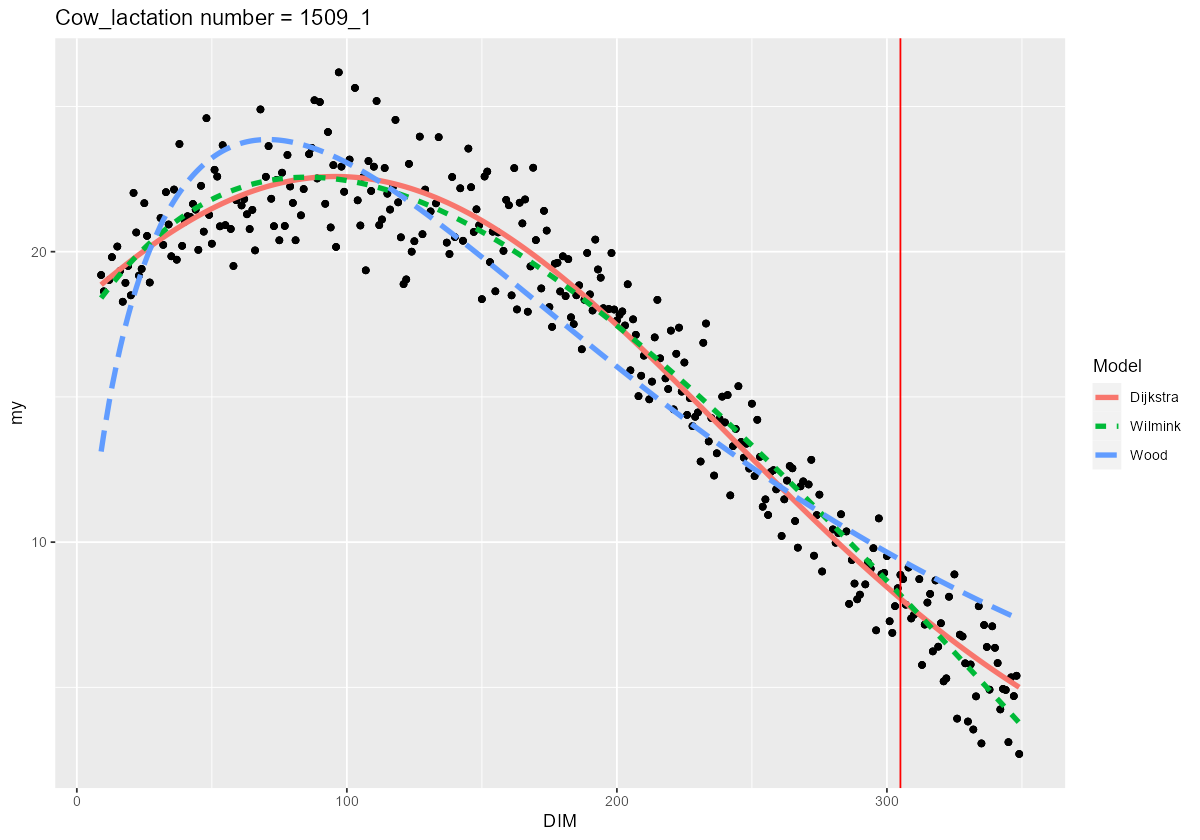 Cow_lactation number = 1509_1
my
20
10
0
100
200
300
DIM
Model
Dijkstra
Wilmink
Wood